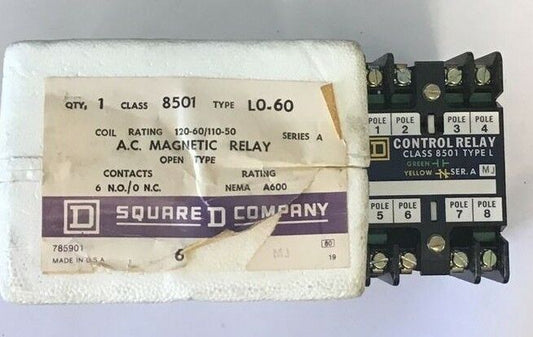 QTY. 1 CLASS 8501 TYPE LO-60
COIL RATING 120-60/110-50 SERIES A
A.C. MAGNETIC RELAY
OPEN TYPE
CONTACTS RATING
6 N.O./0 N.C. NEMA A600
D SQUARE D COMPANY
785901 6 MJ 80
MADE IN U.S.A. 19
POLE 1 POLE 2 POLE 3 POLE 4
D CONTROL RELAY
CLASS 8501 TYPE L
GREEN
YELLOW SER. A MJ
POLE 5 POLE 6 POLE 7 POLE 8